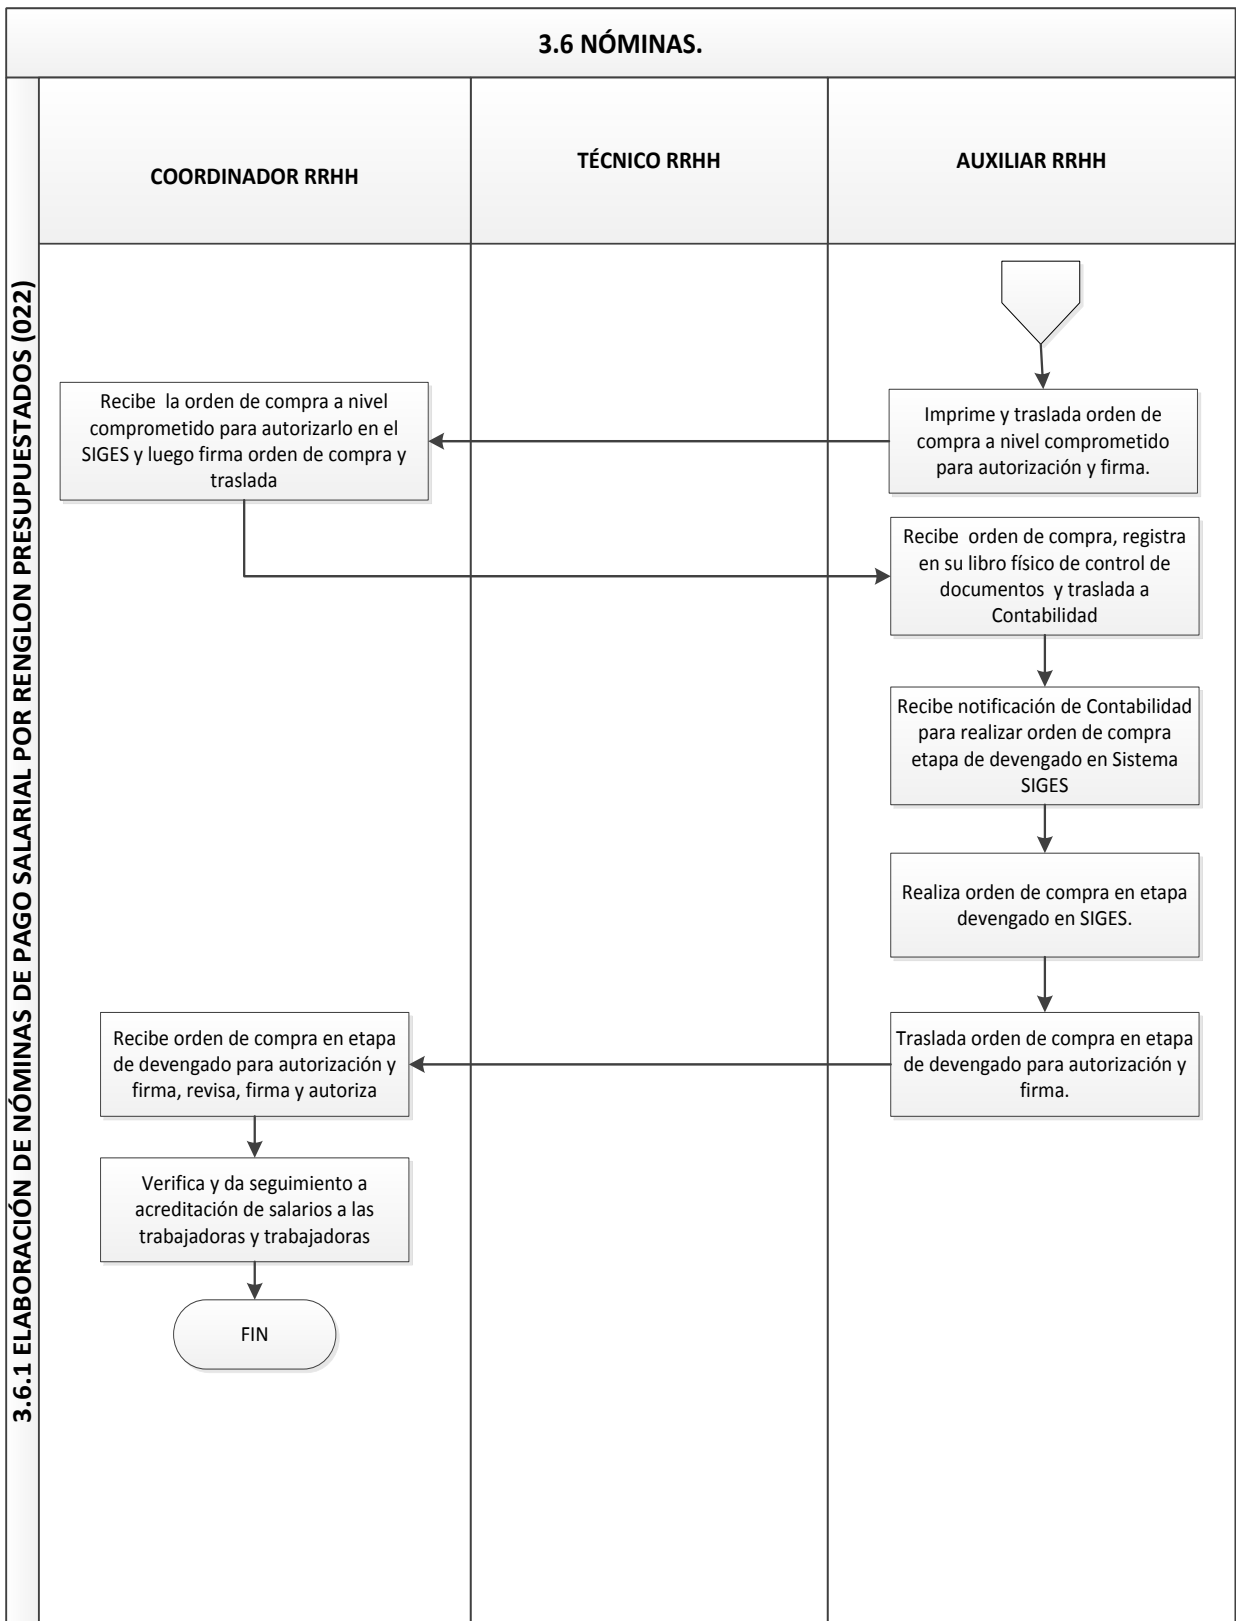 3.6 NÓMINAS.
3.6.1 ELABORACIÓN DE NÓMINAS DE PAGO SALARIAL POR RENGLON PRESUPUESTADOS (022)
COORDINADOR RRHH
TÉCNICO RRHH
AUXILIAR RRHH
Imprime y traslada orden de
compra a nivel comprometido
para autorización y firma.
Recibe la orden de compra a nivel
comprometido para autorizarlo en el
SIGES y luego firma orden de compra y
traslada
Recibe orden de compra, registra
en su libro físico de control de
documentos y traslada a
Contabilidad
Recibe notificación de Contabilidad
para realizar orden de compra
etapa de devengado en Sistema
SIGES
Realiza orden de compra en etapa
devengado en SIGES.
Traslada orden de compra en etapa
de devengado para autorización y
firma.
Recibe orden de compra en etapa
de devengado para autorización y
firma, revisa, firma y autoriza
Verifica y da seguimiento a
acreditación de salarios a las
trabajadoras y trabajadoras
FIN